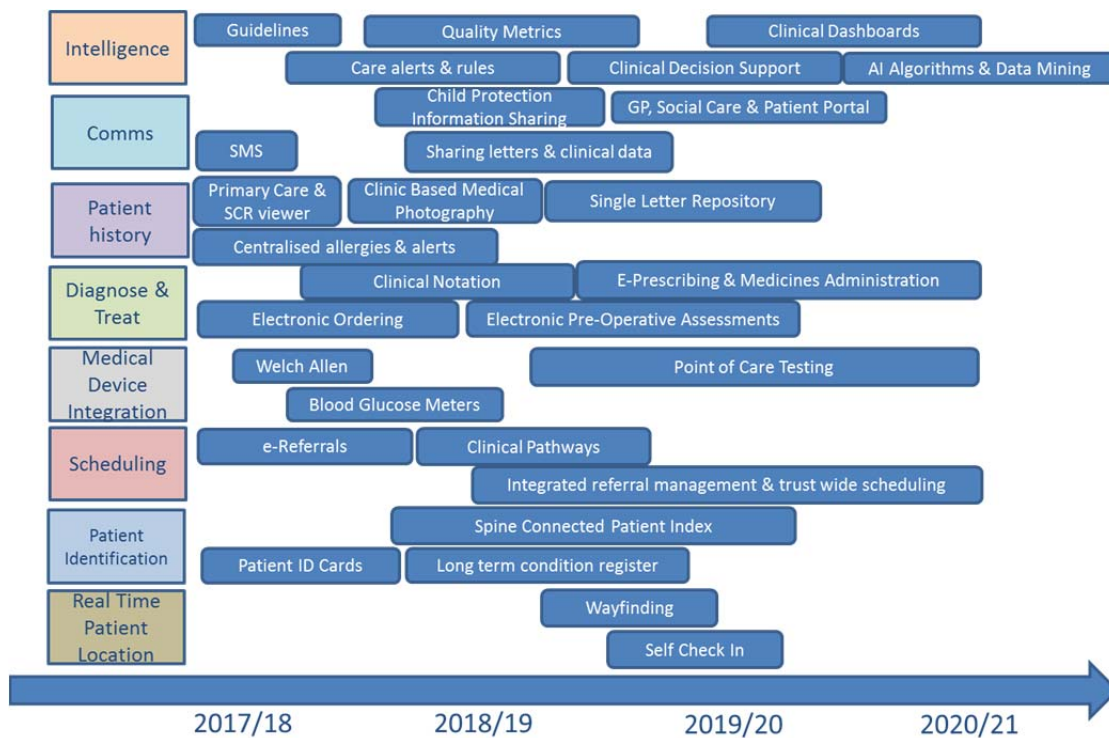 Intelligence
Guidelines
Quality Metrics
Clinical Dashboards
Care alerts & rules
Clinical Decision Support
AI Algorithms & Data Mining
Comms
Child Protection
Information Sharing
GP, Social Care & Patient Portal
SMS
Sharing letters & clinical data
Patient
history
Primary Care &
SCR viewer
Clinic Based Medical
Photography
Single Letter Repository
Centralised allergies & alerts
Diagnose &
Treat
Clinical Notation
E-Prescribing & Medicines Administration
Electronic Ordering
Electronic Pre-Operative Assessments
Medical
Device
Integration
Welch Allen
Point of Care Testing
Blood Glucose Meters
Scheduling
e-Referrals
Clinical Pathways
Integrated referral management & trust wide scheduling
Patient
Identification
Spine Connected Patient Index
Patient ID Cards
Long term condition register
Real Time
Patient
Location
Wayfinding
Self Check In
2017/18
2018/19
2019/20
2020/21